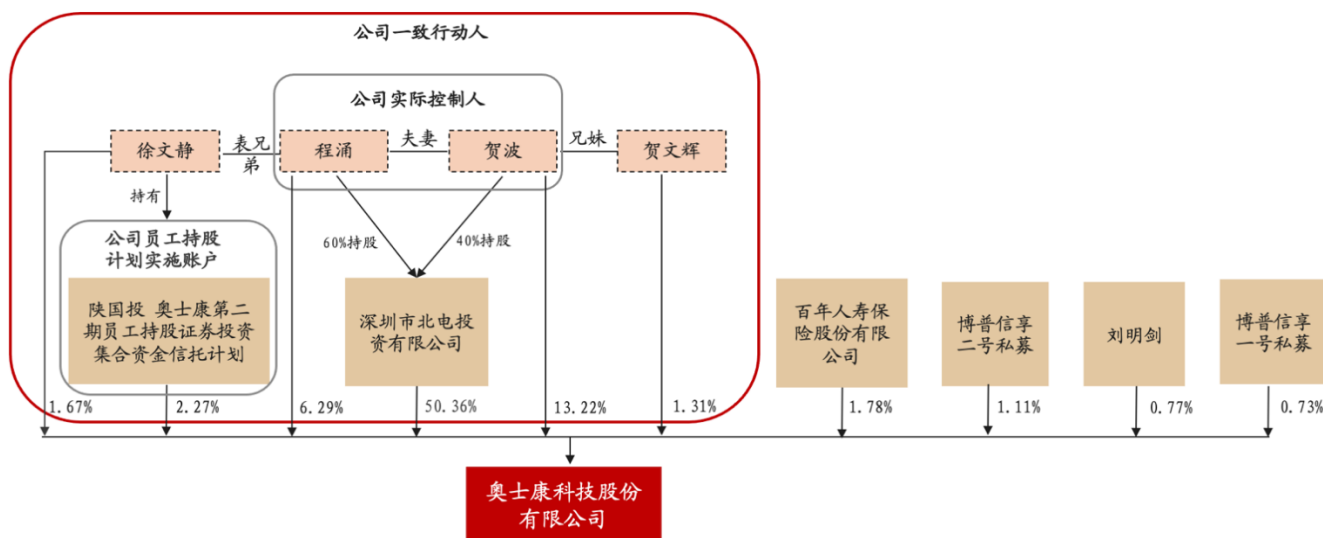 公司一致行动人
公司实际控制人
徐文静
表兄
弟
程涌
夫妻
贺波
兄妹
贺文辉
持有
60%持股
40%持股
公司员工持股
计划实施账户
陕国投 奥士康第二
期员工持股证券投资
集合资金信托计划
深圳市北电投
资有限公司
百年人寿保
险股份有限
公司
博普信享
二号私募
刘明剑
博普信享
一号私募
1.67%
2.27%
6.29%
50.36%
13.22%
1.31%
1.78%
1.11%
0.77%
0.73%
奥士康科技股份
有限公司